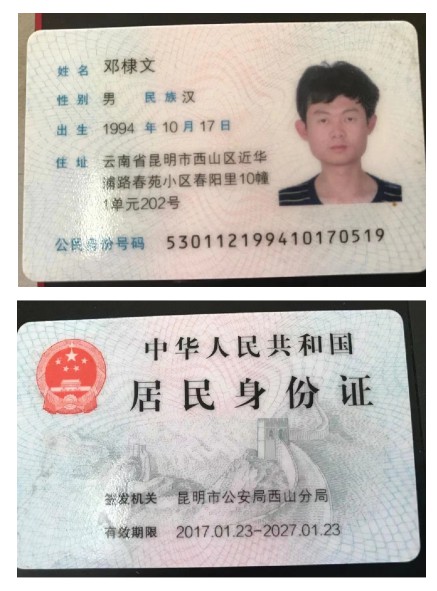 姓名 邓棣文
性别 男 民族 汉
出生 1994 年 10 月 17 日
住址 云南省昆明市西山区近华
浦路春苑小区春阳里10幢
1单元202号
公民身份号码 530112199410170519
中华人民共和国
居民身份证
签发机关 昆明市公安局西山分局
有效期限 2017.01.23-2027.01.23